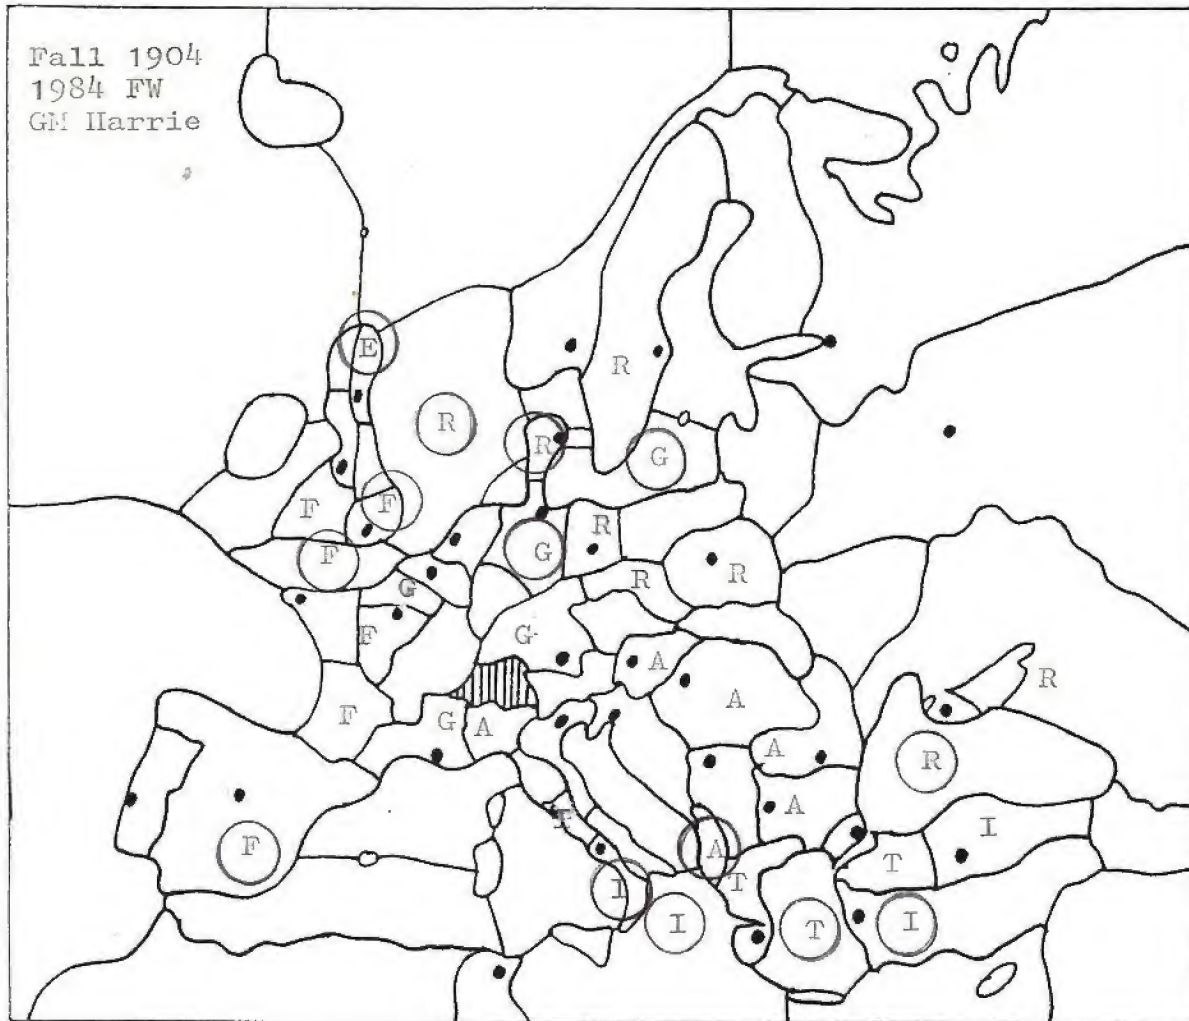 Fall 1904
1984 FW
GM Harrie
E
R
R R G
F F R
F G
G R R
F G
A R
A
F G A
A R
A
I
F A T
I T
I T I